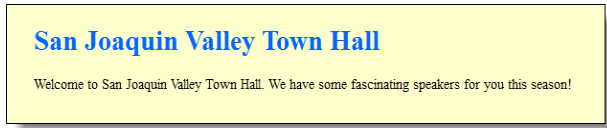 San Joaquin Valley Town Hall
Welcome to San Joaquin Valley Town Hall. We have some fascinating speakers for you this season!